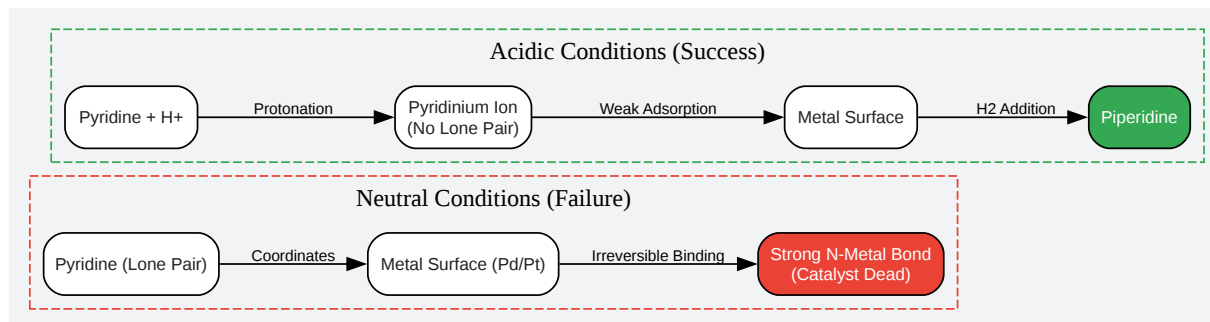 Acidic Conditions (Success)
Pyridine + H+
Protonation
Pyridinium Ion
(No Lone Pair)
Weak Adsorption
Metal Surface
H2 Addition
Piperidine
Neutral Conditions (Failure)
Pyridine (Lone Pair)
Coordinates
Metal Surface (Pd/Pt)
Irreversible Binding
Strong N-Metal Bond
(Catalyst Dead)